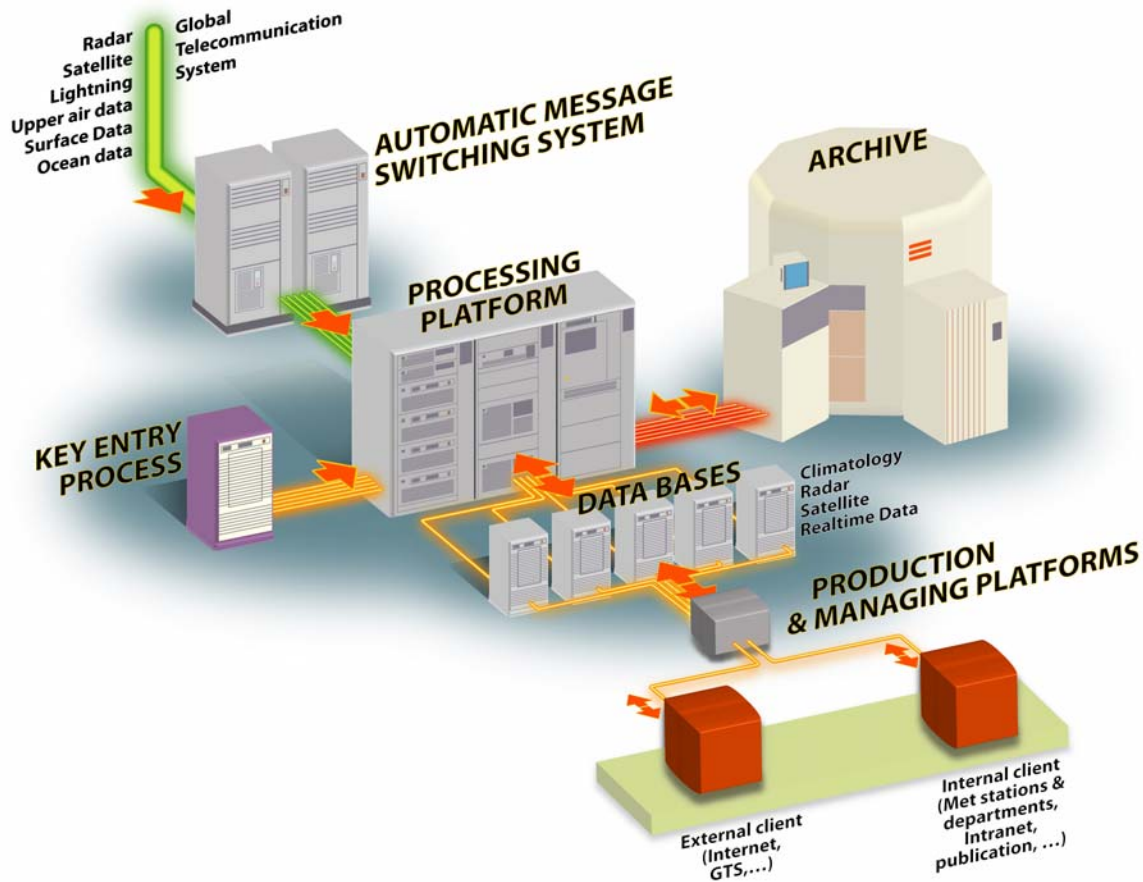 Radar
Satellite
Lightning
Upper air data
Surface Data
Ocean data
Global
Telecommunication
System
AUTOMATIC MESSAGE
SWITCHING SYSTEM
ARCHIVE
PROCESSING
PLATFORM
KEY ENTRY
PROCESS
DATA BASES
Climatology
Radar
Satellite
Realtime Data
PRODUCTION
& MANAGING PLATFORMS
External client
(Internet,
GTS,...)
Internal client
(Met stations &
departments,
Intranet,
publication, ...)